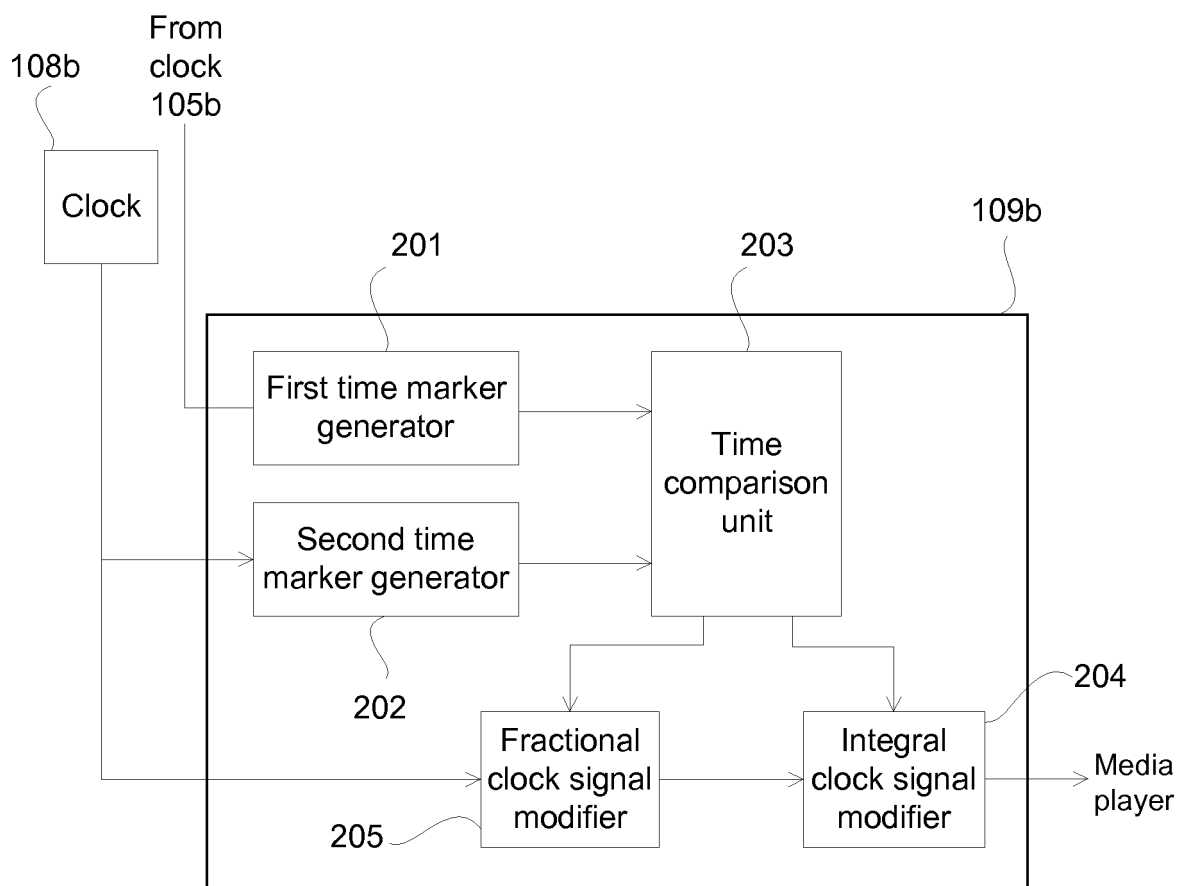 From
clock
105b
108b
Clock
109b
201
203
First time marker
generator
Time
comparison
unit
Second time
marker generator
202
204
Fractional
clock signal
modifier
Integral
clock signal
modifier
Media
player
205